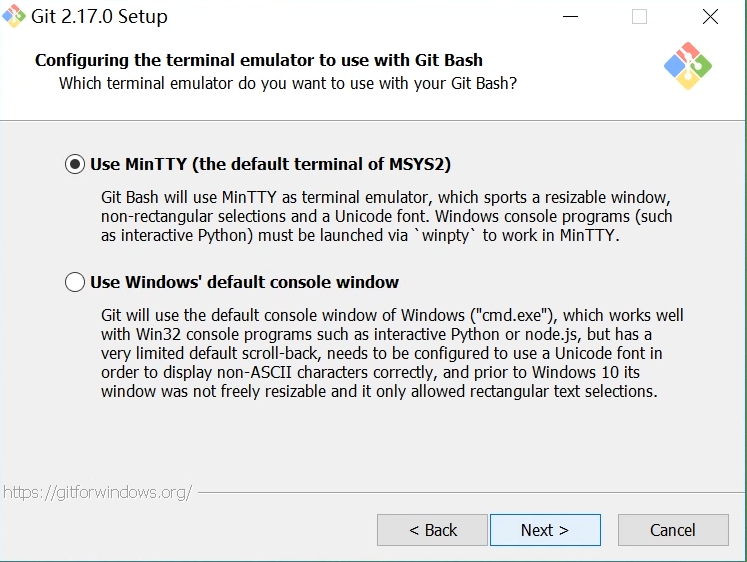 Git 2.17.0 Setup
Configuring the terminal emulator to use with Git Bash
Which terminal emulator do you want to use with your Git Bash?
Use MinTTY (the default terminal of MSYS2)
Git Bash will use MinTTY as terminal emulator, which sports a resizable window,
non-rectangular selections and a Unicode font. Windows console programs (such
as interactive Python) must be launched via `winpty` to work in MinTTY.
Use Windows' default console window
Git will use the default console window of Windows ("cmd.exe"), which works well
with Win32 console programs such as interactive Python or node.js, but has a
very limited default scroll-back, needs to be configured to use a Unicode font in
order to display non-ASCII characters correctly, and prior to Windows 10 its
window was not freely resizable and it only allowed rectangular text selections.
https://gitforwindows.org/
< Back
Next >
Cancel